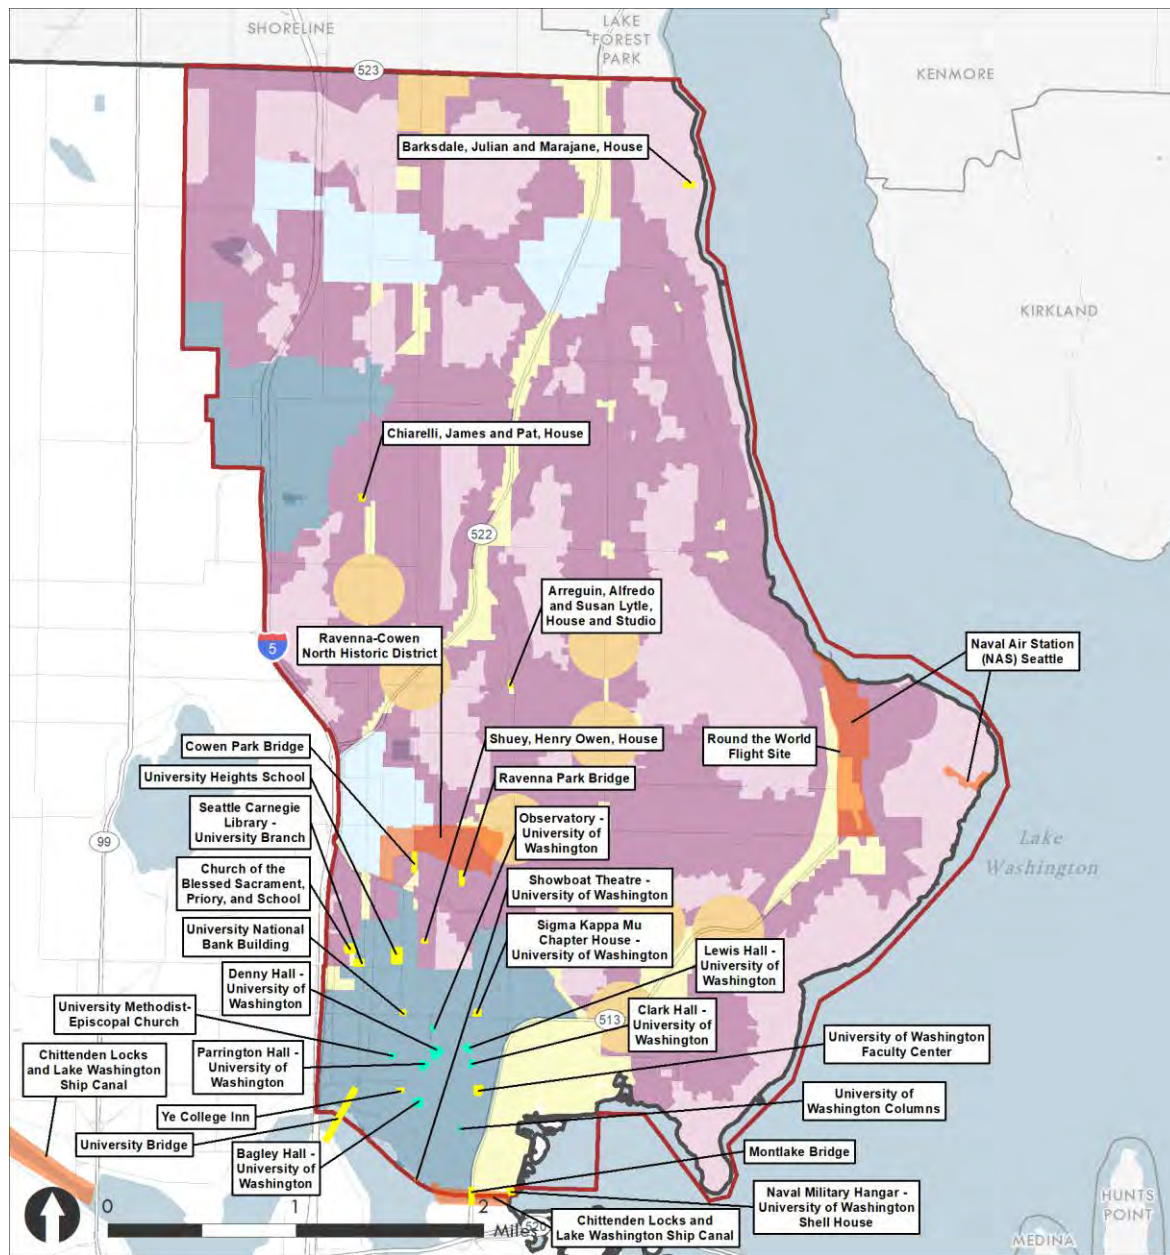 SHORELINE
LAKE
FOREST
PARK
523
KENMORE
Barksdale, Julian and Marajane, House
KIRKLAND
Chiarelli, James and Pat, House
522
Arreguin, Alfredo
and Susan Lytle,
House and Studio
Ravenna-Cowen
North Historic District
5
Naval Air Station
(NAS) Seattle
Cowen Park Bridge
Shuey, Henry Owen, House
Round the World
Flight Site
University Heights School
Ravenna Park Bridge
Seattle Carnegie
Library -
University Branch
Observatory -
University of
Washington
99
Lake
Washington
Church of the
Blessed Sacrament,
Priory, and School
Showboat Theatre -
University of Washington
University National
Bank Building
Sigma Kappa Mu
Chapter House -
University of Washington
Lewis Hall -
University of
Washington
Denny Hall -
University of
Washington
University Methodist-
Episcopal Church
513
Clark Hall -
University of
Washington
University of Washington
Faculty Center
Chittenden Locks
and Lake Washington
Ship Canal
Parrington Hall -
University of
Washington
University of
Washington Columns
Ye College Inn
University Bridge
Bagley Hall -
University of
Washington
Montlake Bridge
Naval Military Hangar -
University of Washington
Shell House
Chittenden Locks and
Lake Washington Ship Canal
HUNTS
POINT
0 1 2
Miles
520
MEDINA